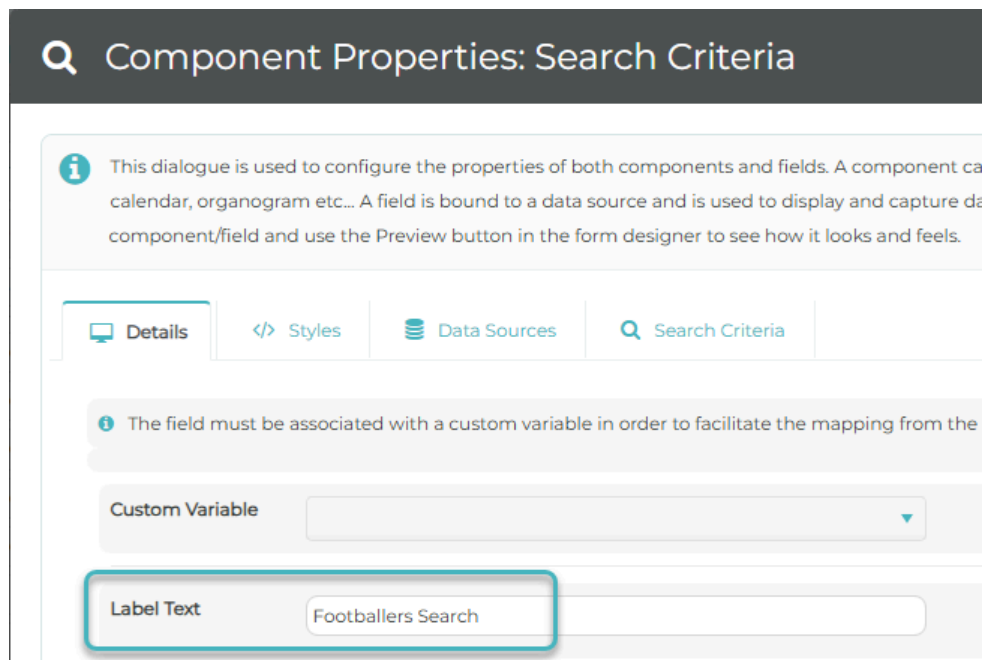 Component Properties: Search Criteria
This dialogue is used to configure the properties of both components and fields. A component ca
calendar, organogram etc... A field is bound to a data source and is used to display and capture da
component/field and use the Preview button in the form designer to see how it looks and feels.
Details </> Styles Data Sources Search Criteria
The field must be associated with a custom variable in order to facilitate the mapping from the
Custom Variable
Label Text Footballers Search